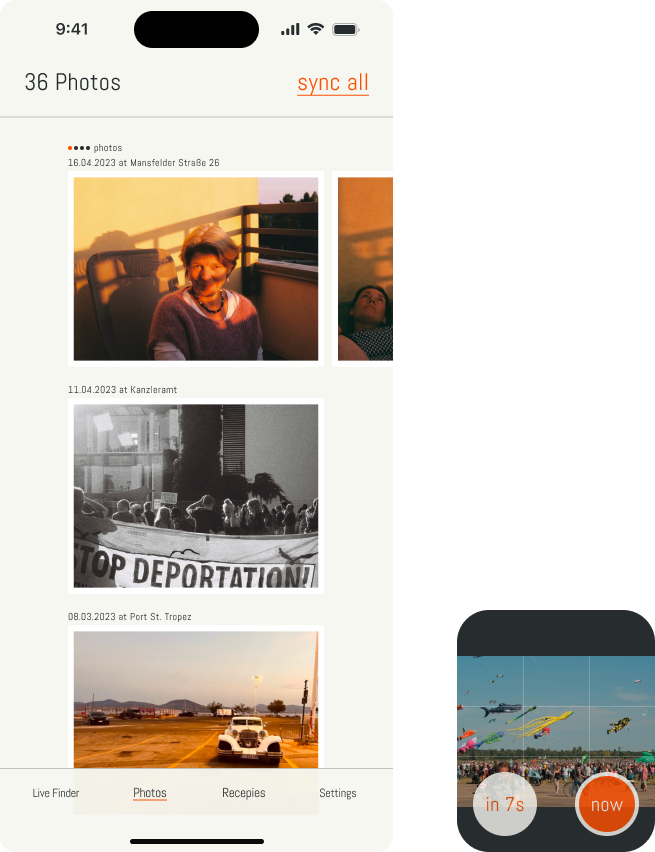 9:41
36 Photos
sync all
photos
16.04.2023 at Mansfelder Straße 26
11.04.2023 at Kanzleramt
STOP DEPORTATION!
08.03.2023 at Port St. Tropez
Live Finder
Photos
Recepies
Settings
in 7s
now